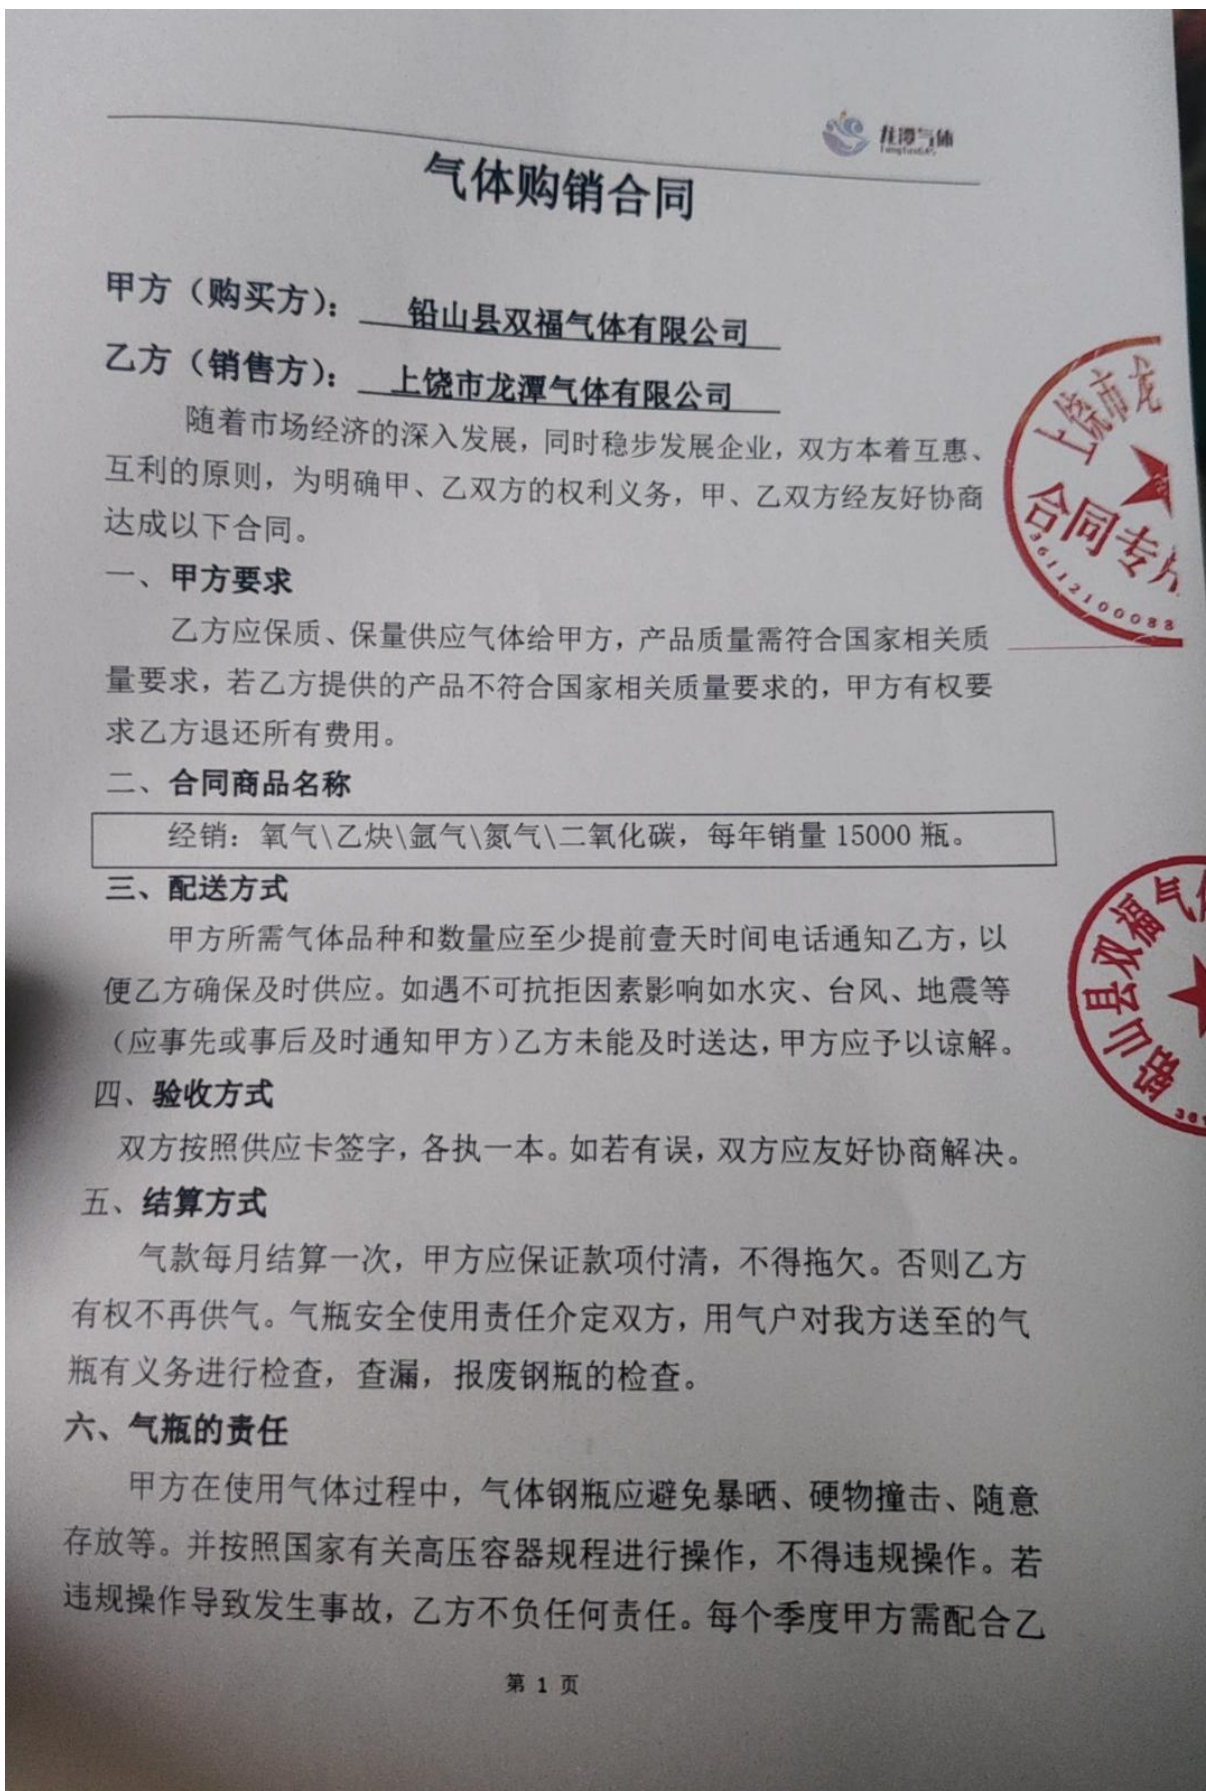 龙潭气体
气体购销合同
甲方（购买方）： 铅山县双福气体有限公司
乙方（销售方）： 上饶市龙潭气体有限公司
随着市场经济的深入发展，同时稳步发展企业，双方本着互惠、
互利的原则，为明确甲、乙双方的权利义务，甲、乙双方经友好协商
达成以下合同。
一、甲方要求
乙方应保质、保量供应气体给甲方，产品质量需符合国家相关质
量要求，若乙方提供的产品不符合国家相关质量要求的，甲方有权要
求乙方退还所有费用。
二、合同商品名称
经销：氧气\乙炔\氩气\氮气\二氧化碳，每年销量 15000 瓶。
三、配送方式
甲方所需气体品种和数量应至少提前壹天时间电话通知乙方，以
便乙方确保及时供应。如遇不可抗拒因素影响如水灾、台风、地震等
（应事先或事后及时通知甲方）乙方未能及时送达，甲方应予以谅解。
四、验收方式
双方按照供应卡签字，各执一本。如若有误，双方应友好协商解决。
五、结算方式
气款每月结算一次，甲方应保证款项付清，不得拖欠。否则乙方
有权不再供气。气瓶安全使用责任介定双方，用气户对我方送至的气
瓶有义务进行检查，查漏，报废钢瓶的检查。
六、气瓶的责任
甲方在使用气体过程中，气体钢瓶应避免暴晒、硬物撞击、随意
存放等。并按照国家有关高压容器规程进行操作，不得违规操作。若
违规操作导致发生事故，乙方不负任何责任。每个季度甲方需配合乙
第 1 页
上饶市龙
合同专
36112100088
铅山县双福气
361